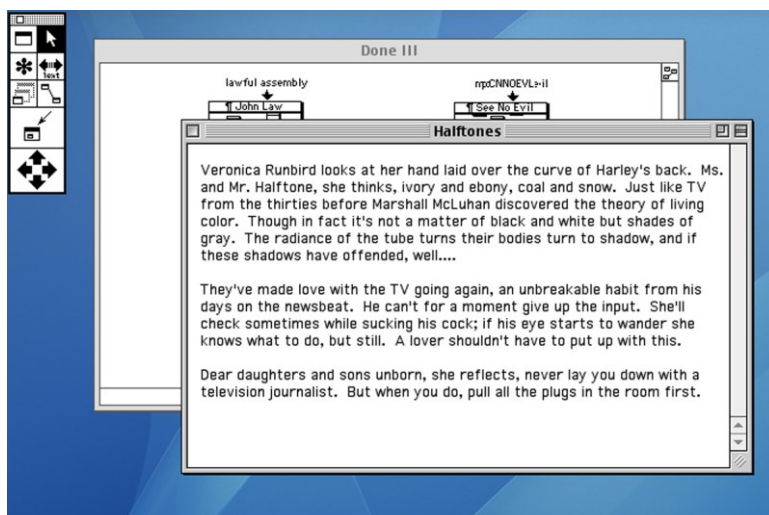 Done III
text
lawful assembly
¶ John Law
¶ See No Evil
Halftones
Veronica Runbird looks at her hand laid over the curve of Harley's back.  Ms.
and Mr. Halftone, she thinks, ivory and ebony, coal and snow.  Just like TV
from the thirties before Marshall McLuhan discovered the theory of living
color.  Though in fact it's not a matter of black and white but shades of
gray.  The radiance of the tube turns their bodies turn to shadow, and if
these shadows have offended, well....
They've made love with the TV going again, an unbreakable habit from his
days on the newsbeat.  He can't for a moment give up the input.  She'll
check sometimes while sucking his cock; if his eye starts to wander she
knows what to do, but still.  A lover shouldn't have to put up with this.
Dear daughters and sons unborn, she reflects, never lay you down with a
television journalist.  But when you do, pull all the plugs in the room first.